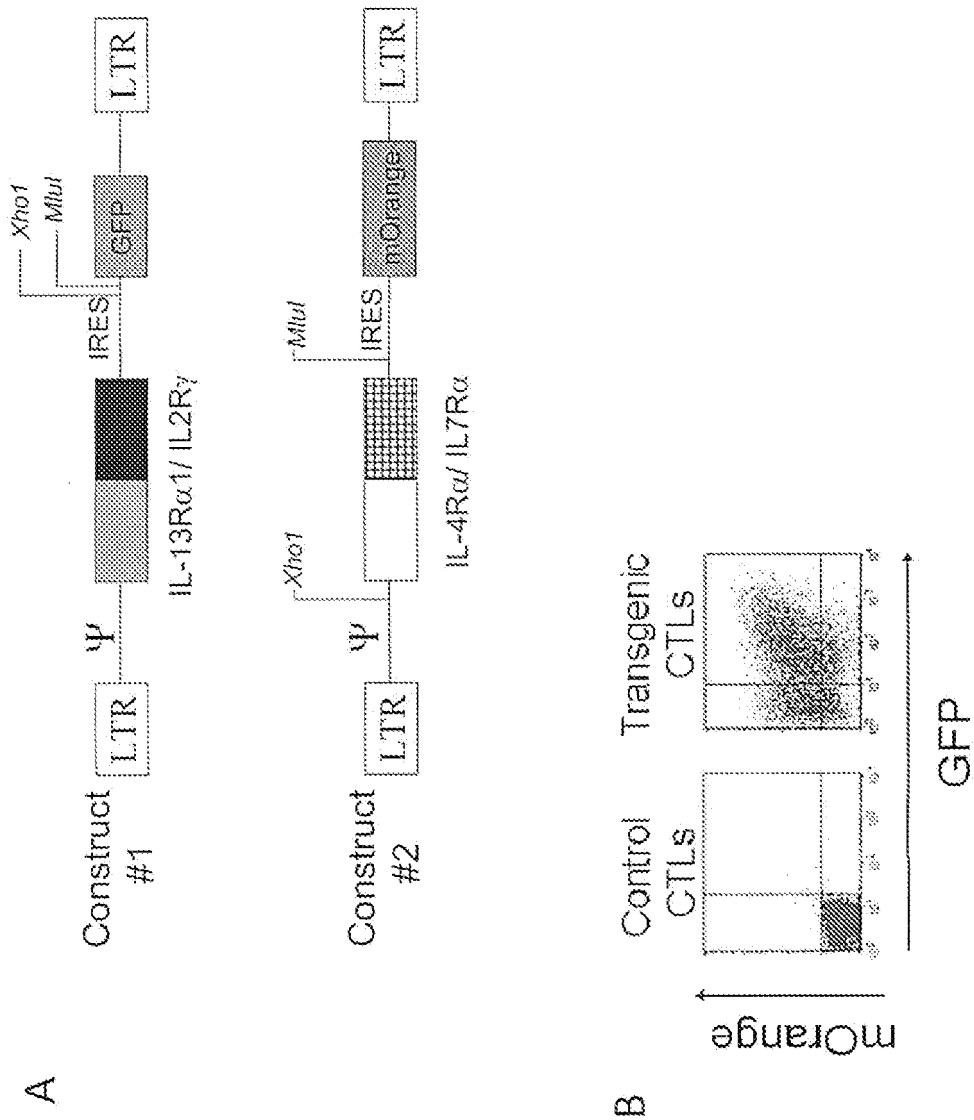 A
Construct
#1
LTR
Ψ
IL-13Rα1/ IL2Rγ
IRES
Xho1
MluI
GFP
LTR
Construct
#2
LTR
Ψ
Xho1
IL-4Rα/ IL7Rα
MluI
IRES
mOrange
LTR
B
mOrange
Control
CTLs
Transgenic
CTLs
GFP